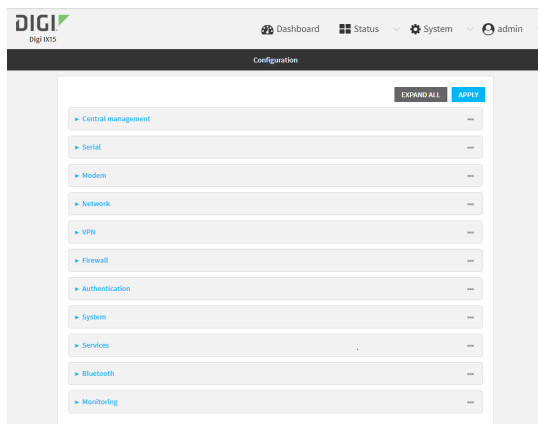 DIGI
Digi IX15
Dashboard Status System admin
Configuration
EXPAND ALL APPLY
Central management
Serial
Modem
Network
VPN
Firewall
Authentication
System
Services
Bluetooth
Monitoring